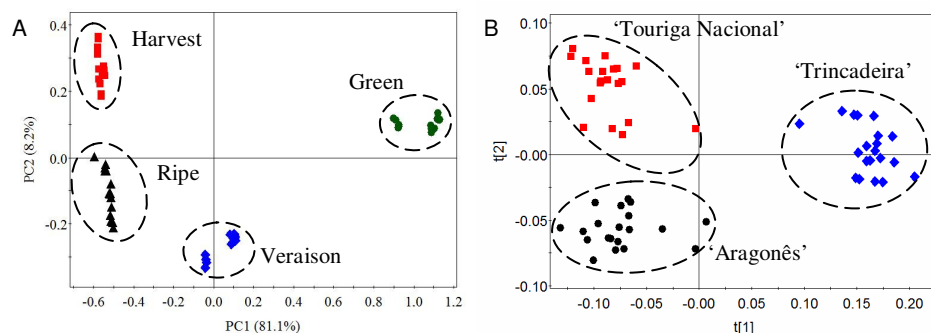 A
Harvest
Green
Ripe
Veraison
0.4
0.2
0.0
-0.2
PC2 (8.2%)
-0.6 -0.4 -0.2 0.0 0.2 0.4 0.6 0.8 1.0 1.2
PC1 (81.1%)
B
‘Touriga Nacional’
‘Trincadeira’
‘Aragonês’
0.10
0.05
-0.00
-0.05
-0.10
t[2]
-0.10 -0.05 -0.00 0.05 0.10 0.15 0.20
t[1]